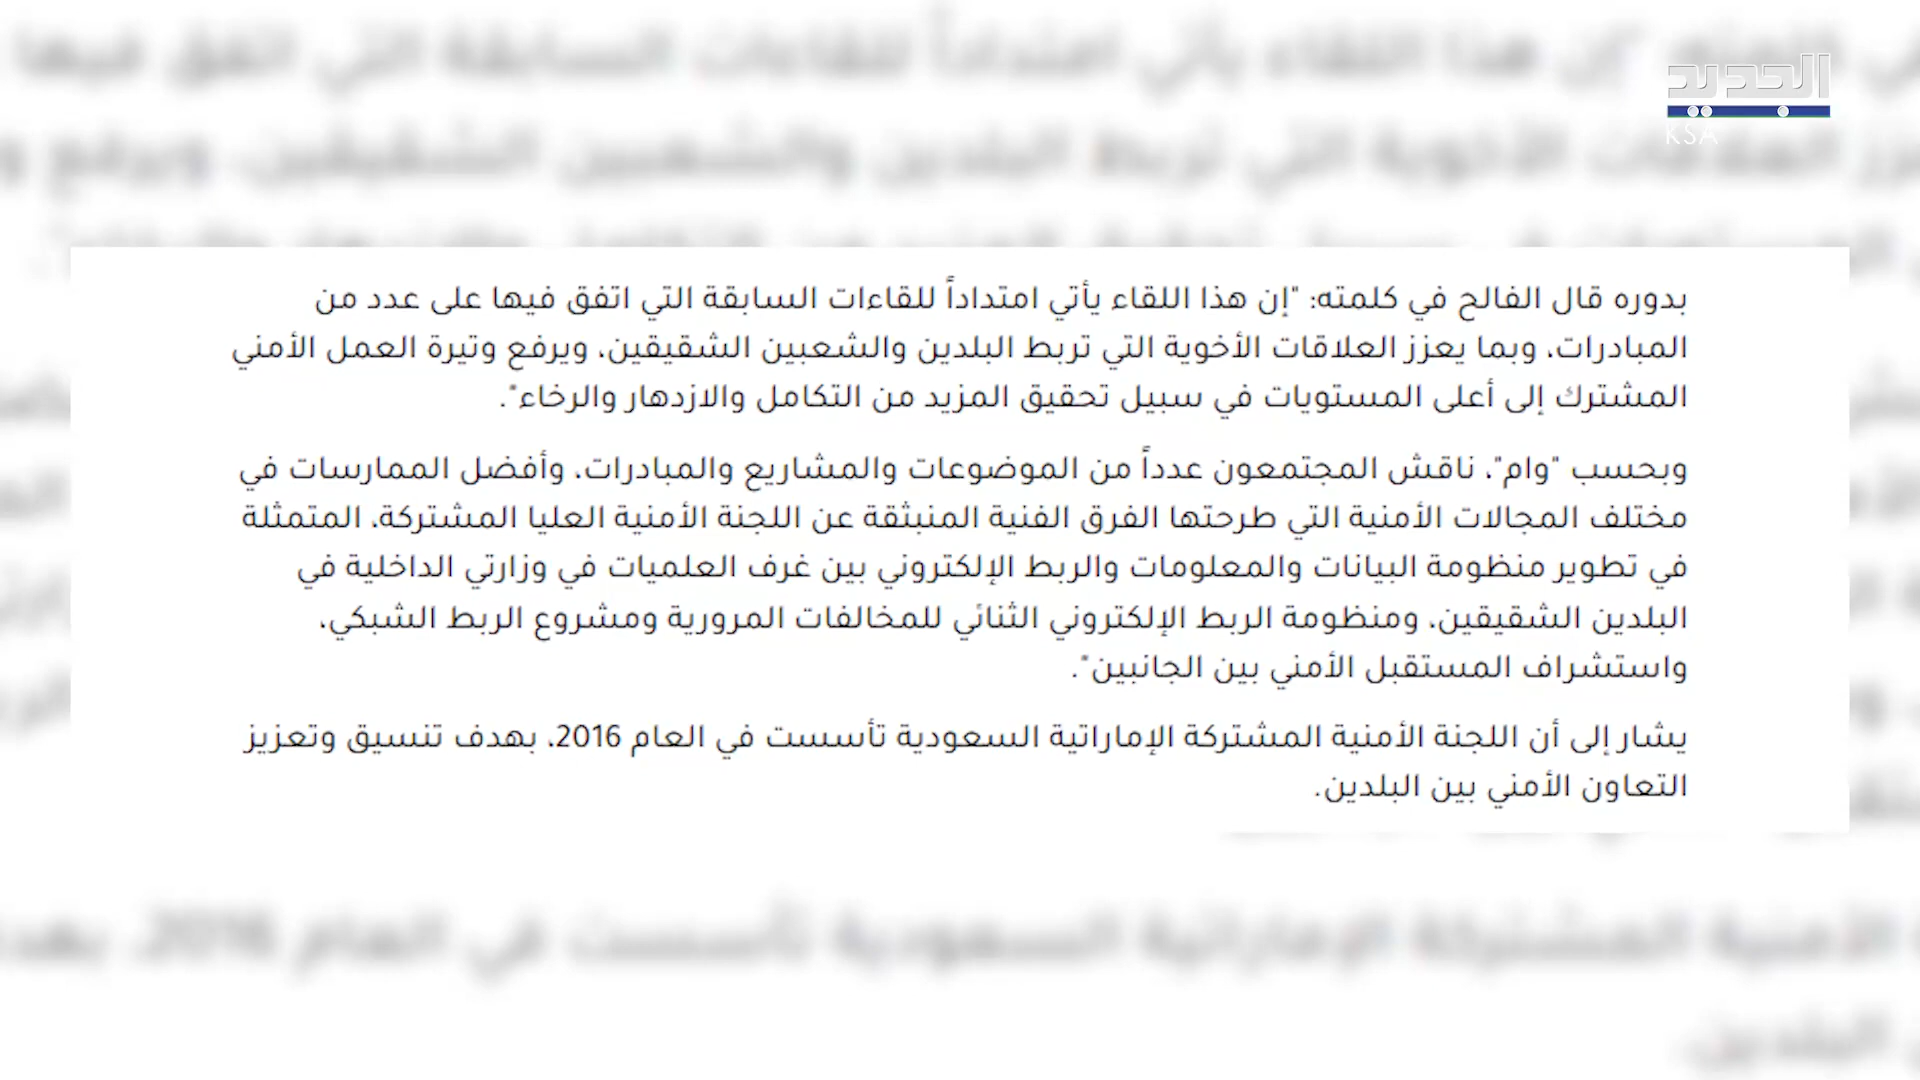 الجديد
KSA
بدوره قال الفالح في كلمته: "إن هذا اللقاء يأتي امتداداً للقاءات السابقة التي اتفق فيها على عدد من
المبادرات، وبما يعزز العلاقات الأخوية التي تربط البلدين والشعبين الشقيقين، ويرفع وتيرة العمل الأمني
المشترك إلى أعلى المستويات في سبيل تحقيق المزيد من التكامل والازدهار والرخاء".
وبحسب "وام"، ناقش المجتمعون عدداً من الموضوعات والمشاريع والمبادرات، وأفضل الممارسات في
مختلف المجالات الأمنية التي طرحتها الفرق الفنية المنبثقة عن اللجنة الأمنية العليا المشتركة، المتمثلة
في تطوير منظومة البيانات والمعلومات والربط الإلكتروني بين غرف العلميات في وزارتي الداخلية في
البلدين الشقيقين، ومنظومة الربط الإلكتروني الثنائي للمخالفات المرورية ومشروع الربط الشبكي،
واستشراف المستقبل الأمني بين الجانبين".
يشار إلى أن اللجنة الأمنية المشتركة الإماراتية السعودية تأسست في العام 2016، بهدف تنسيق وتعزيز
التعاون الأمني بين البلدين.